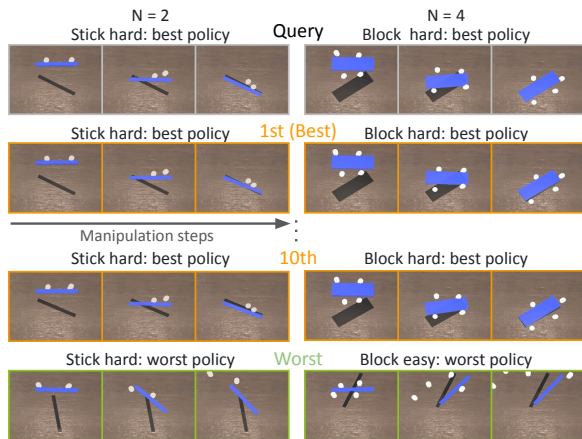 N = 2
N = 4
Stick hard: best policy
Query
Block hard: best policy
Stick hard: best policy
1st (Best)
Block hard: best policy
Manipulation steps
Stick hard: best policy
10th
Block hard: best policy
Stick hard: worst policy
Worst
Block easy: worst policy